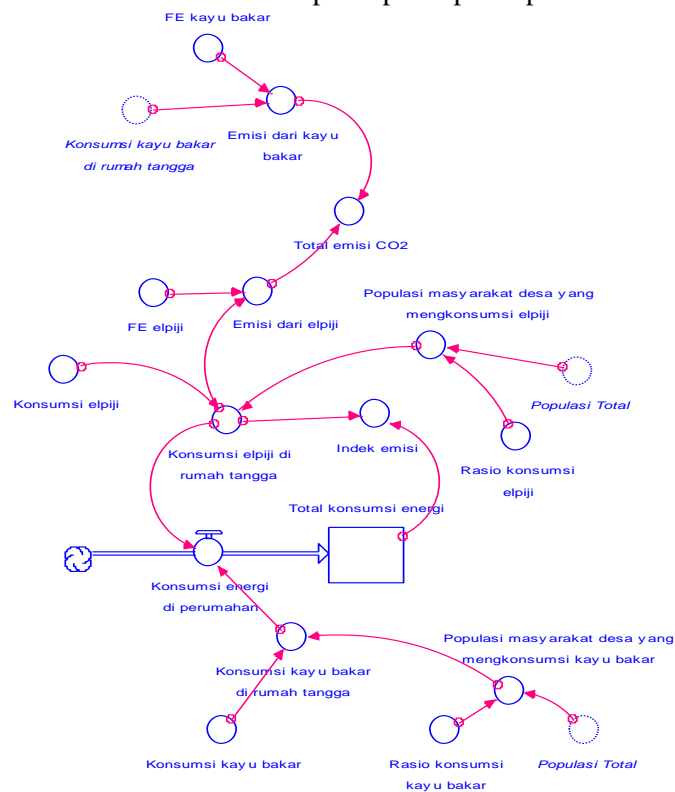 FE kayu bakar
Konsumsi kayu bakar
di rumah tangga
Emisi dari kayu
bakar
Total emisi CO2
FE elpiji
Emisi dari elpiji
Populasi masyarakat desa yang
mengkonsumsi elpiji
Konsumsi elpiji
Populasi Total
Konsumsi elpiji di
rumah tangga
Indek emisi
Rasio konsumsi
elpiji
Total konsumsi energi
Konsumsi energi
di perumahan
Konsumsi kayu bakar
di rumah tangga
Populasi masyarakat desa yang
mengkonsumsi kayu bakar
Konsumsi kayu bakar
Rasio konsumsi
kayu bakar
Populasi Total